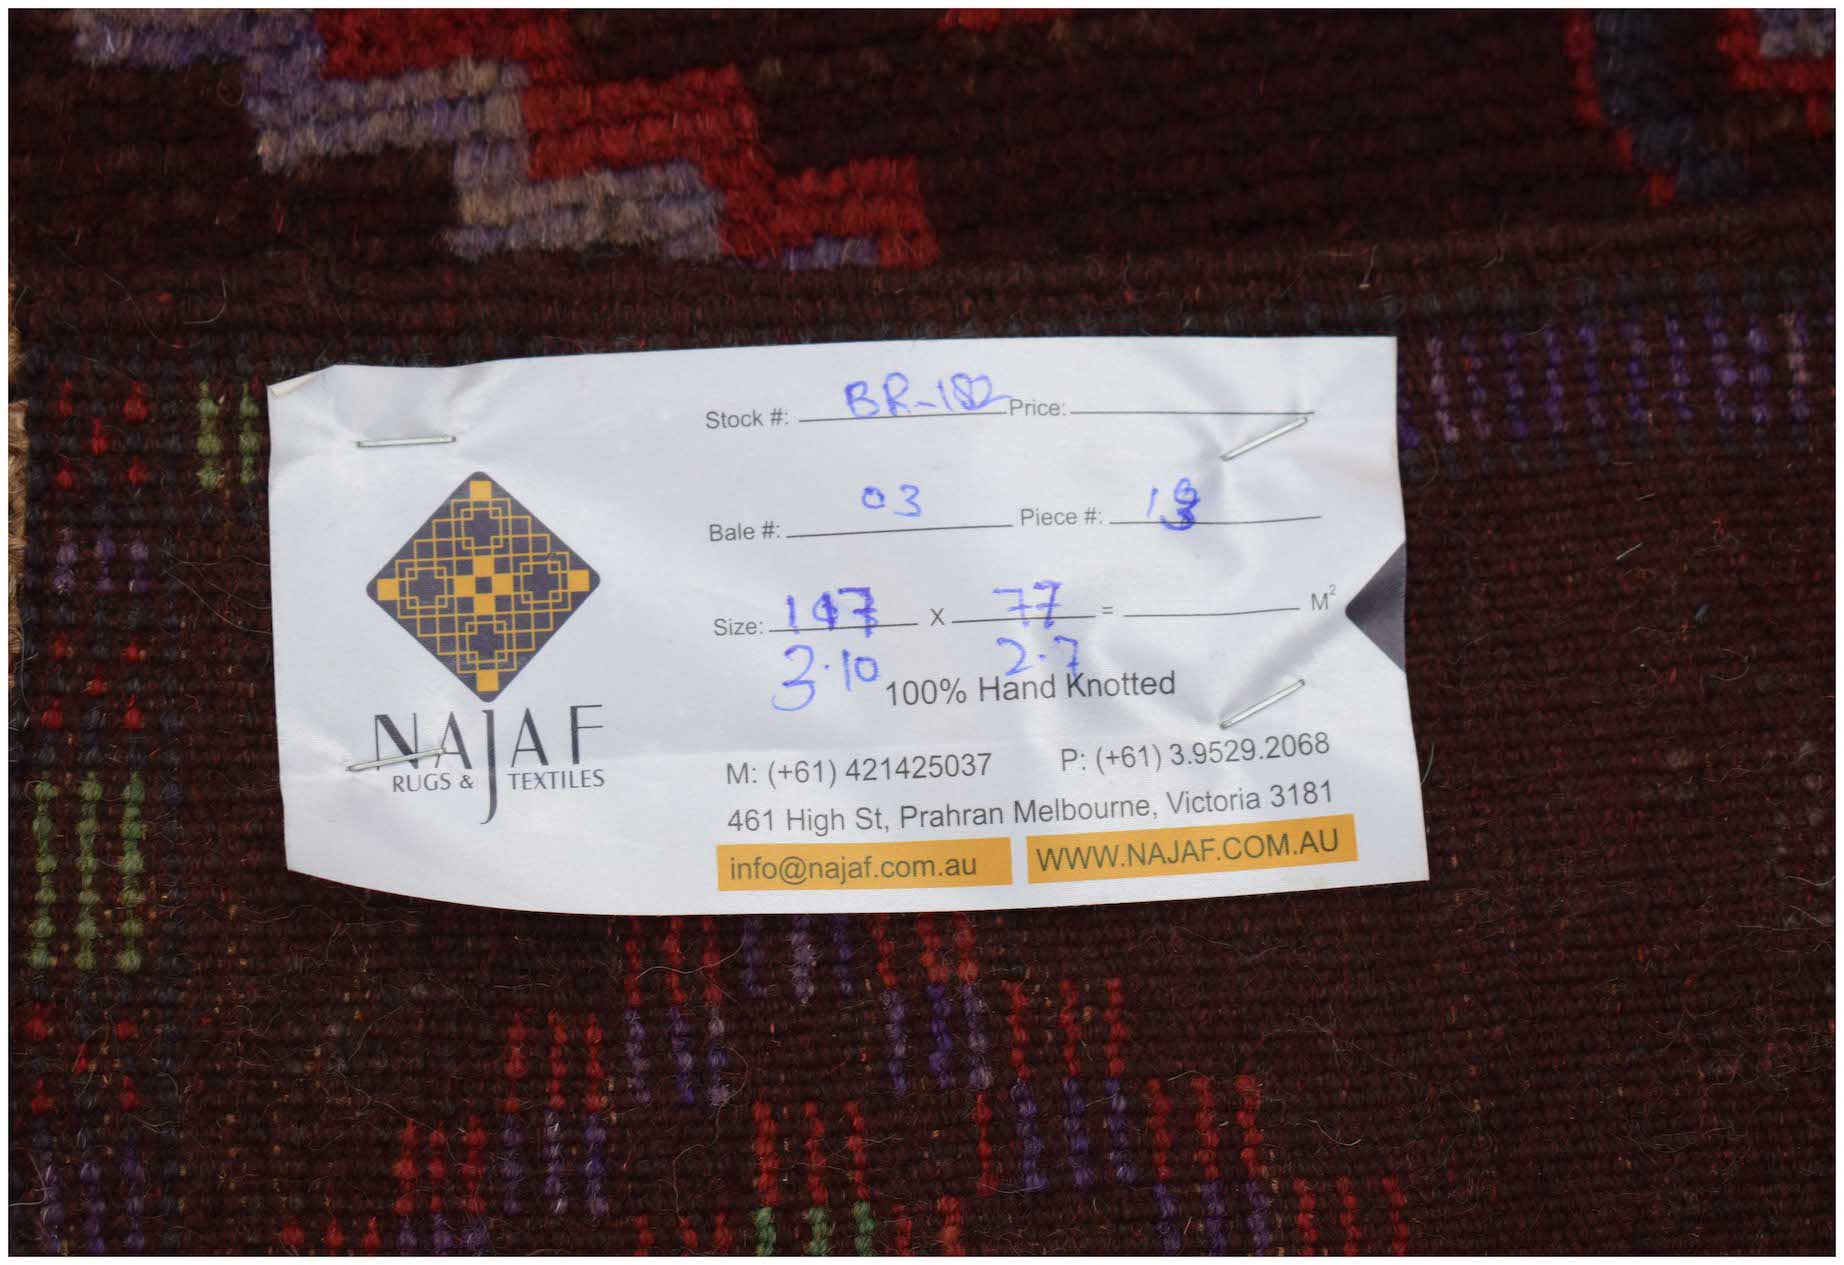 Stock #: BR-182 Price:
Bale #: 03 Piece #:
Size: 117 X 77 = M²
3.10 2.7
100% Hand Knotted
NAJAF
RUGS & TEXTILES
M: (+61) 421425037 P: (+61) 3.9529.2068
461 High St, Prahran Melbourne, Victoria 3181
info@najaf.com.au WWW.NAJAF.COM.AU